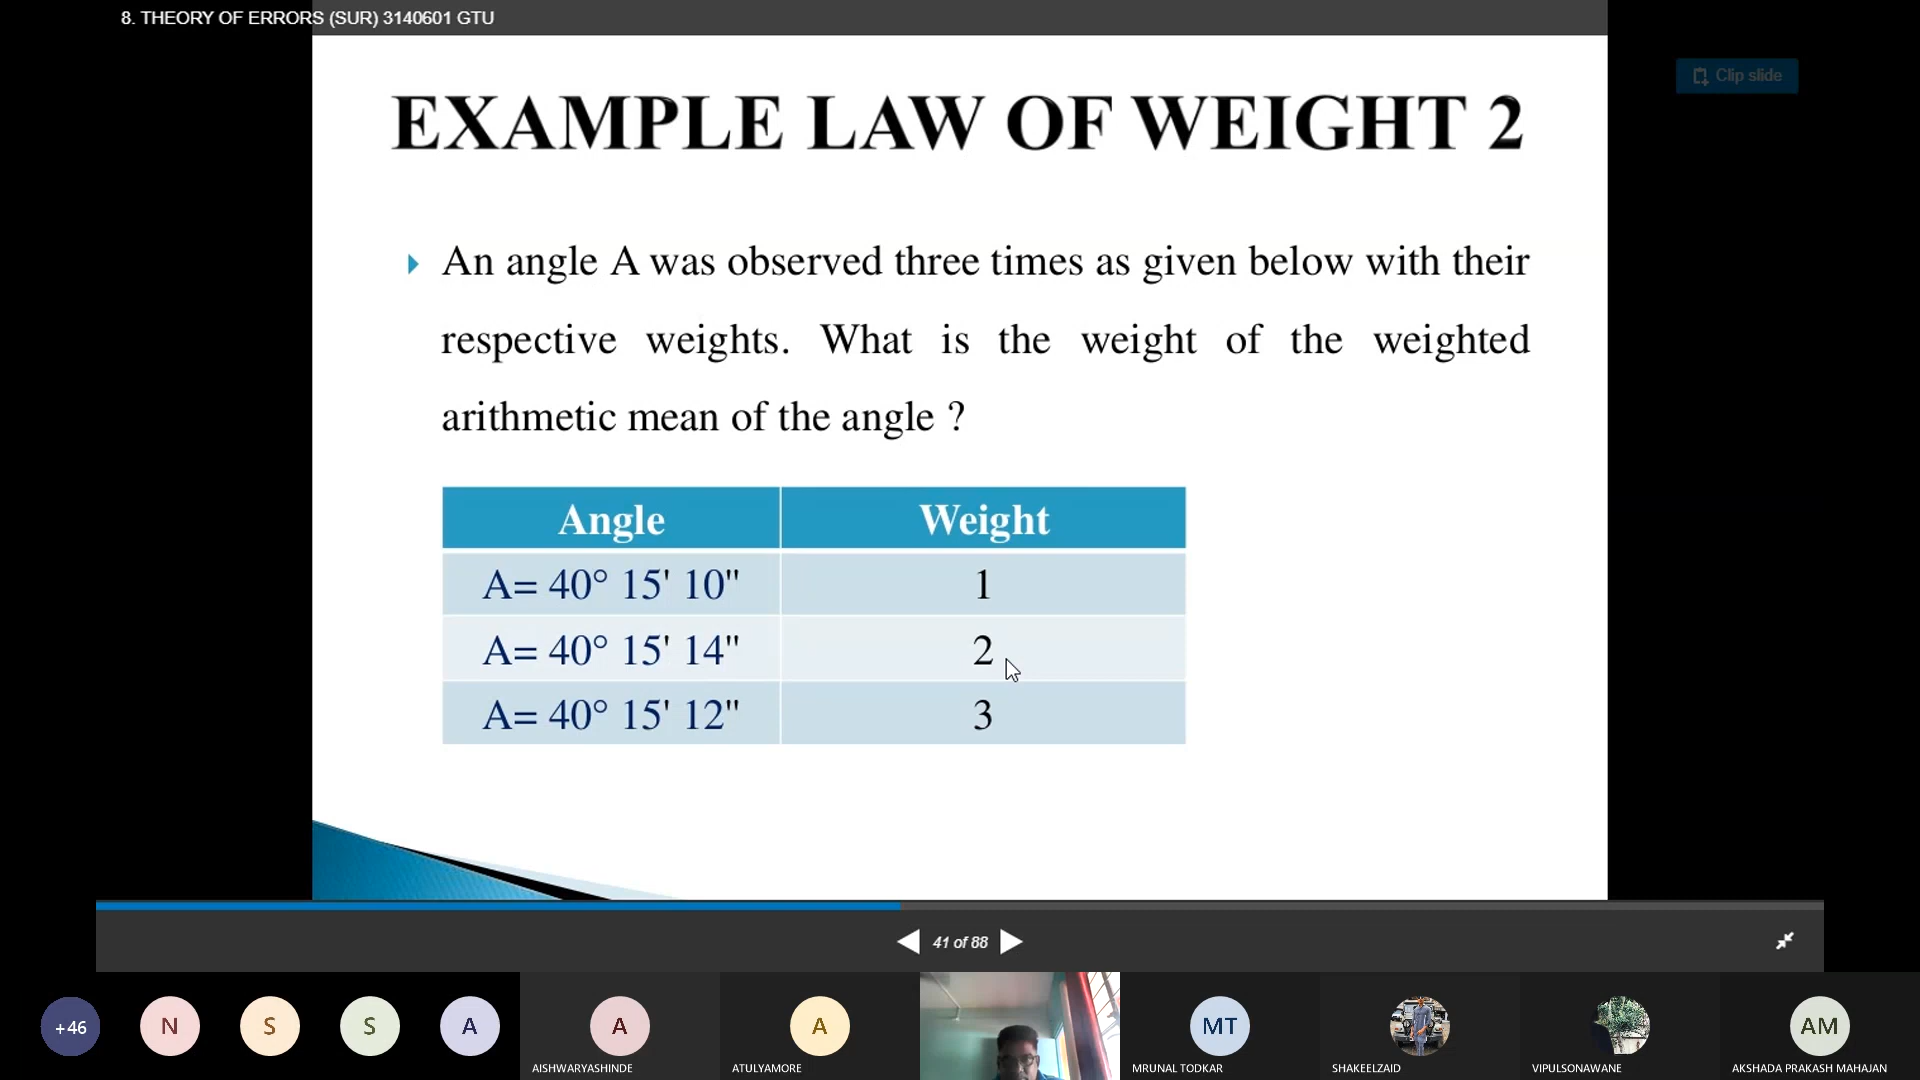 8. THEORY OF ERRORS (SUR) 3140601 GTU
Clip slide
EXAMPLE LAW OF WEIGHT 2
An angle A was observed three times as given below with their
respective weights. What is the weight of the weighted
arithmetic mean of the angle ?
Angle Weight
A= 40° 15' 10" 1
A= 40° 15' 14" 2
A= 40° 15' 12" 3
41 of 88
+46 N S S A A A MT AM
AISHWARYASHINDE ATULYAMORE MRUNAL TODKAR SHAKEELZAID VIPULSONAWANE AKSHADA PRAKASH MAHAJAN